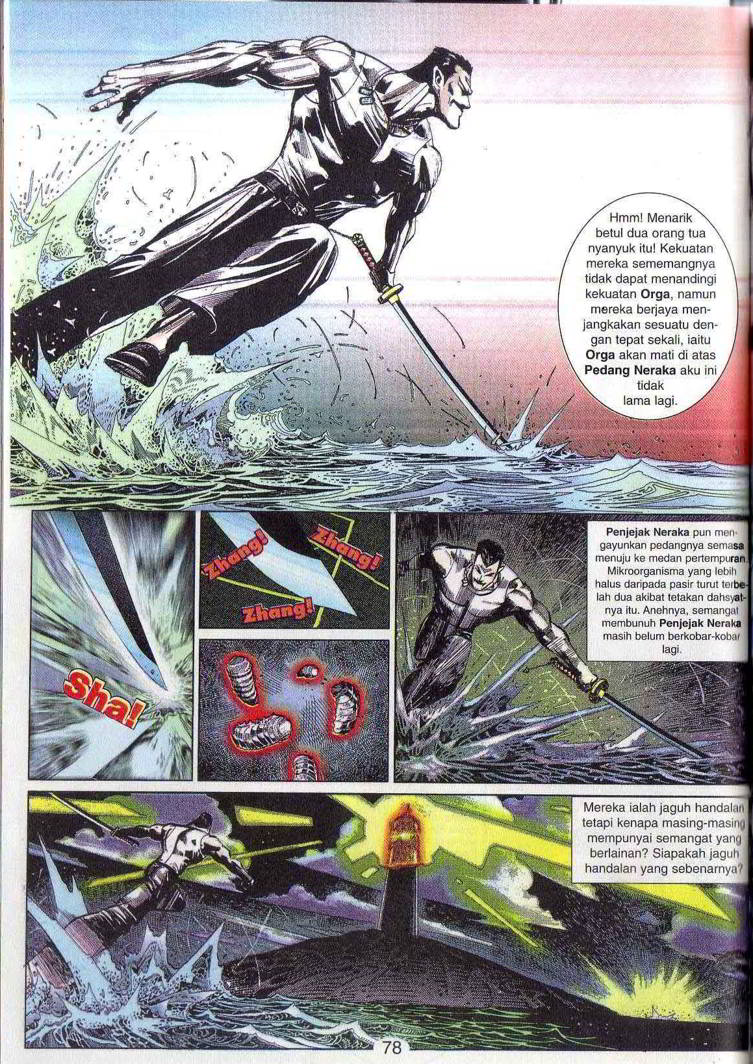 Hmm! Menarik
betul dua orang tua
nyanyuk itu! Kekuatan
mereka sememangnya
tidak dapat menandingi
kekuatan Orga, namun
mereka berjaya men-
jangkakan sesuatu den-
gan tepat sekali, iaitu
Orga akan mati di atas
Pedang Neraka aku ini
tidak
lama lagi.
Sha!
Zhang!
Zhang!
Zhang!
Penjejak Neraka pun men-
gayunkan pedangnya semasa
menuju ke medan pertempuran.
Mikroorganisma yang lebih
halus daripada pasir turut terbe-
lah dua akibat tetakan dahsyat-
nya itu. Anehnya, semangat
membunuh Penjejak Neraka
masih belum berkobar-kobar
lagi.
Mereka ialah jaguh handalan
tetapi kenapa masing-masing
mempunyai semangat yang
berlainan? Siapakah jaguh
handalan yang sebenarnya?
78